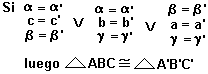 Si α = α' α = α' β = β'
c = c' V b = b' V a = a'
β = β' γ = γ' γ = γ'
luego △ABC ≅ △A'B'C'